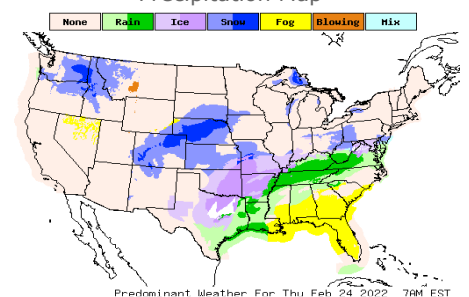 Precipitation Map
None Rain Ice Snow Fog Blowing Mix
Predominant Weather For Thu Feb 24 2022 7AM EST